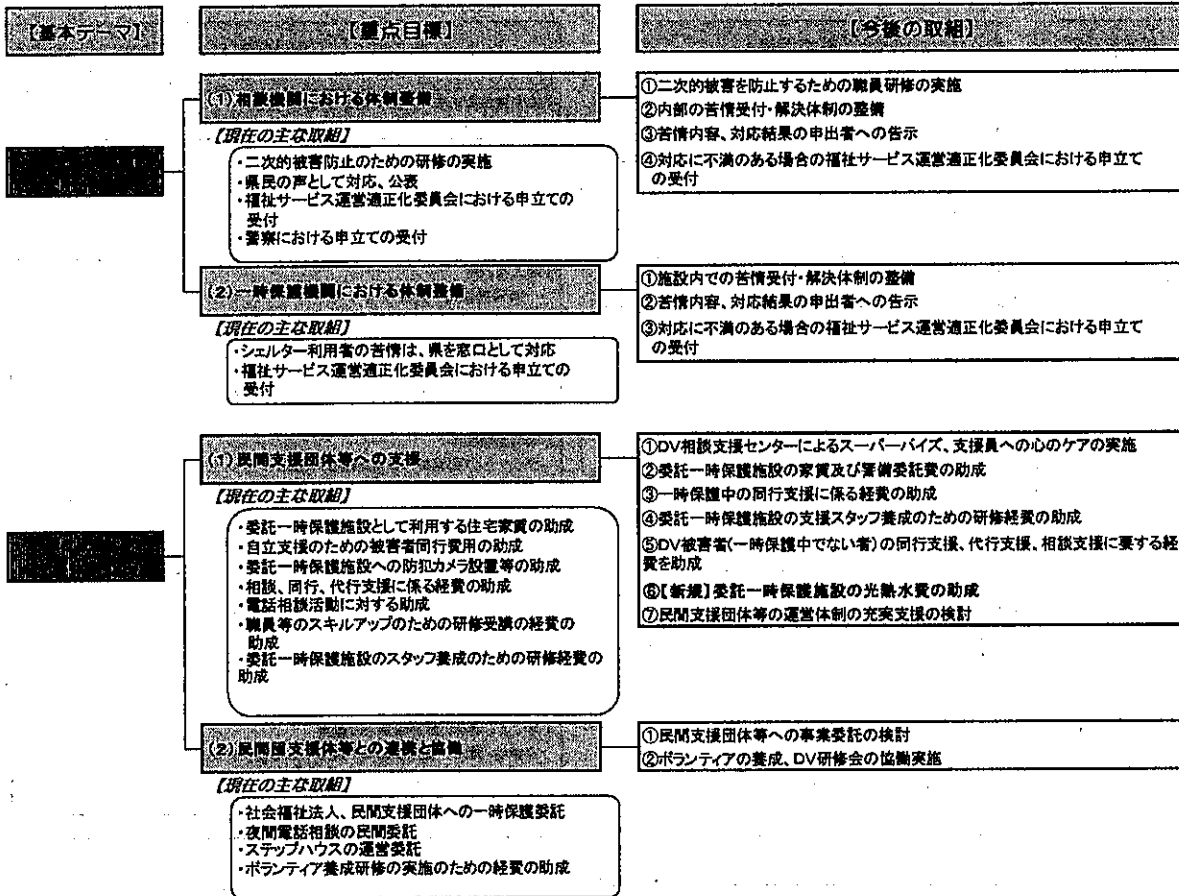 【基本テーマ】
【重点目標】
【今後の取組】
(1)相談機関における体制整備
【現在の主な取組】
・二次的被害防止のための研修の実施
・県民の声として対応、公表
・福祉サービス運営適正化委員会における申立ての
受付
・警察における申立ての受付
①二次的被害を防止するための職員研修の実施
②内部の苦情受付・解決体制の整備
③苦情内容、対応結果の申出者への告示
④対応に不満のある場合の福祉サービス運営適正化委員会における申立て
の受付
(2)一時保護機関における体制整備
【現在の主な取組】
・シェルター利用者の苦情は、県を窓口として対応
・福祉サービス運営適正化委員会における申立ての
受付
①施設内での苦情受付・解決体制の整備
②苦情内容、対応結果の申出者への告示
③対応に不満のある場合の福祉サービス運営適正化委員会における申立て
の受付
(1)民間支援団体等への支援
【現在の主な取組】
・委託一時保護施設として利用する住宅家賃の助成
・自立支援のための被害者同行費用の助成
・委託一時保護施設への防犯カメラ設置等の助成
・相談、同行、代行支援に係る経費の助成
・電話相談活動に対する助成
・職員等のスキルアップのための研修受講の経費の
助成
・委託一時保護施設のスタッフ養成のための研修経費の
助成
①DV相談支援センターによるスーパーバイズ、支援員への心のケアの実施
②委託一時保護施設の家賃及び警備委託費の助成
③一時保護中の同行支援に係る経費の助成
④委託一時保護施設の支援スタッフ養成のための研修経費の助成
⑤DV被害者(一時保護中でない者)の同行支援、代行支援、相談支援に要する経
費を助成
⑥【新規】委託一時保護施設の光熱水費の助成
⑦民間支援団体等の運営体制の充実支援の検討
(2)民間団支援体等との連携と協働
【現在の主な取組】
・社会福祉法人、民間支援団体への一時保護委託
・夜間電話相談の民間委託
・ステップハウスの運営委託
・ボランティア養成研修の実施のための経費の助成
①民間支援団体等への事業委託の検討
②ボランティアの養成、DV研修会の協働実施